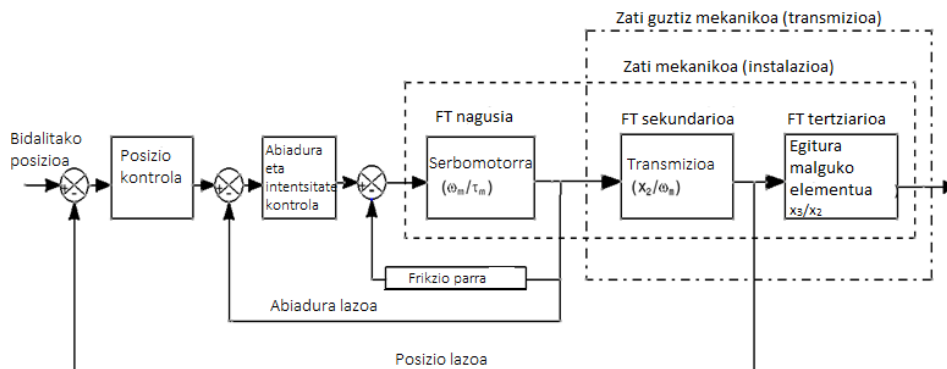 Zati guztiz mekanikoa (transmizioa)
Zati mekanikoa (instalazioa)
FT nagusia
FT sekundarioa
FT tertziarioa
Bidalitako
posizioa
Posizio
kontrola
Abiadura
eta
intentsitate
kontrola
Serbomotorra
(ωm/τm)
Transmizioa
(x2/ωm)
Egitura
malguko
elementua
x3/x2
+
-
+
-
+
-
Frikzio parra
Abiadura lazoa
Posizio lazoa